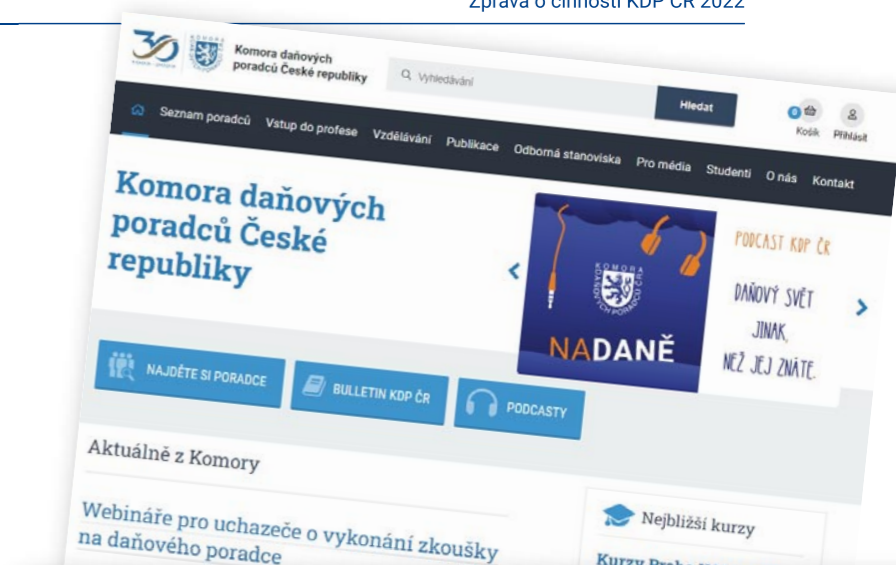 Zpráva o činnosti KDP ČR 2022
30
Komora daňových
poradců České republiky
Vyhledávání
Hledat
0
Košík
Přihlásit
Seznam poradců Vstup do profese Vzdělávání Publikace Odborná stanoviska Pro média Studenti O nás Kontakt
Komora daňových
poradců České
republiky
NADANĚ
PODCAST KDP ČR
DAŇOVÝ SVĚT
JINAK,
NEŽ JEJ ZNÁTE.
NAJDĚTE SI PORADCE
BULLETIN KDP ČR
PODCASTY
Aktuálně z Komory
Webináře pro uchazeče o vykonání zkoušky
na daňového poradce
Nejbližší kurzy
Kurzy